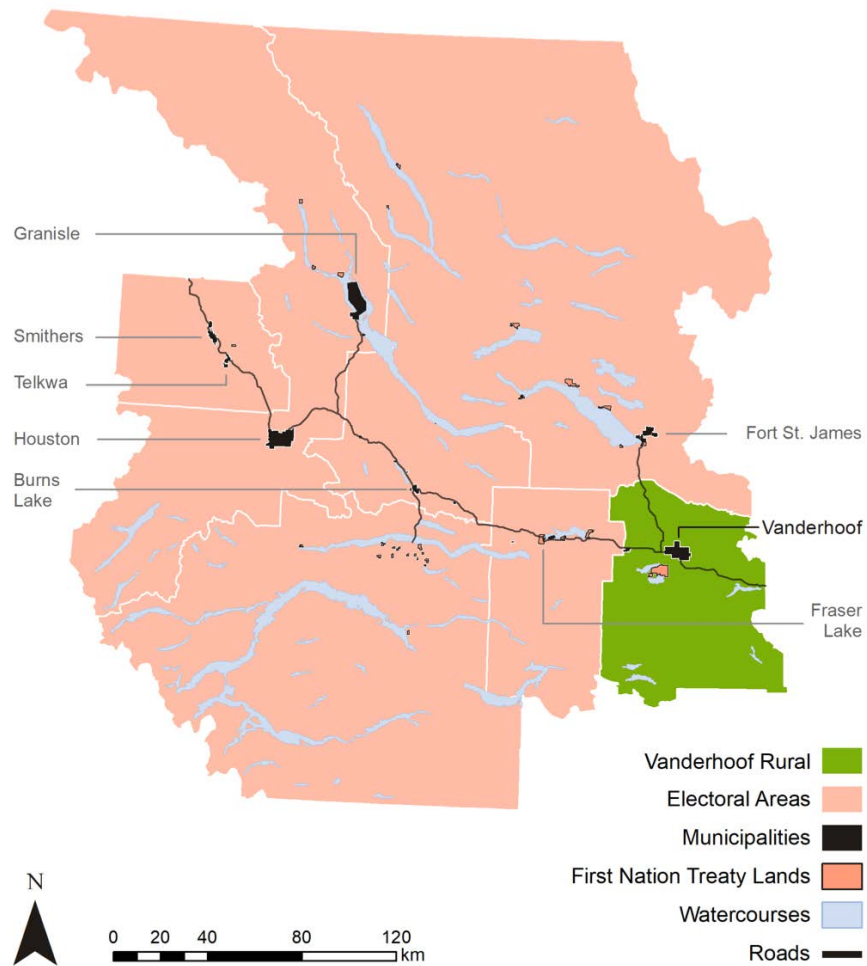 Granisle
Smithers
Telkwa
Houston
Burns
Lake
Fort St. James
Vanderhoof
Fraser
Lake
Vanderhoof Rural
Electoral Areas
Municipalities
First Nation Treaty Lands
Watercourses
Roads
N
0 20 40 80 120
km